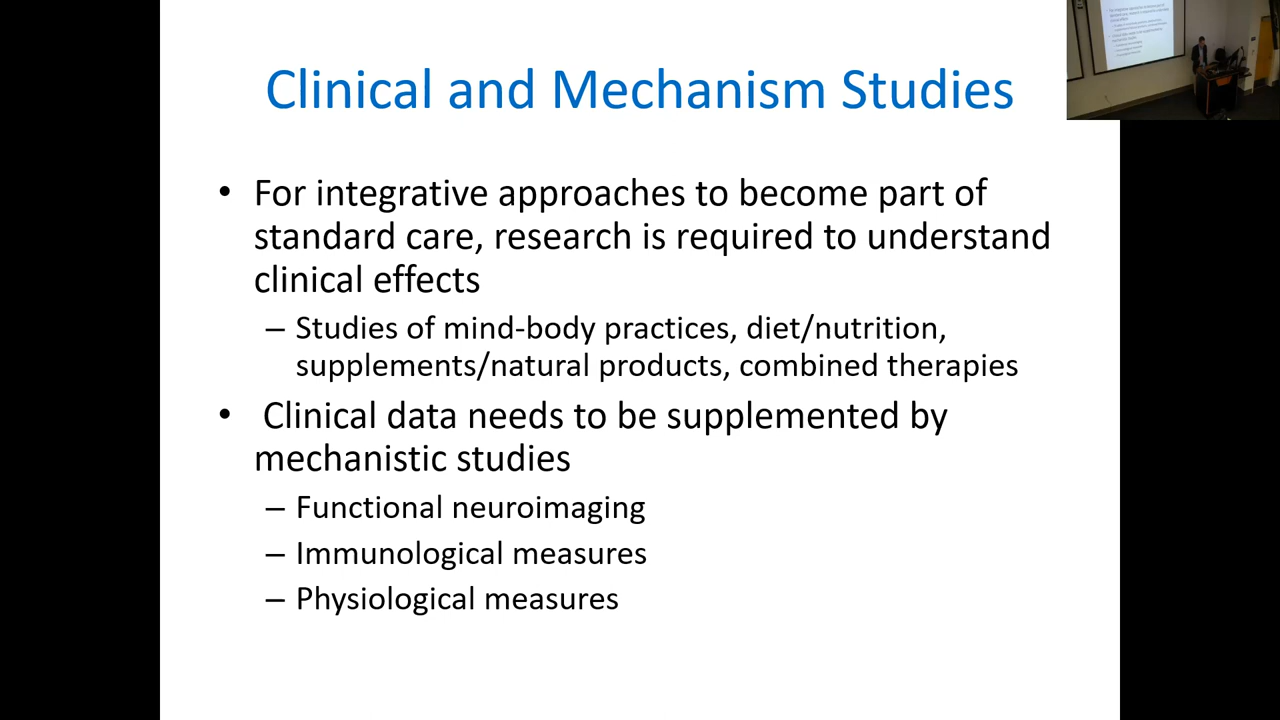 Clinical and Mechanism Studies
• For integrative approaches to become part of
standard care, research is required to understand
clinical effects
– Studies of mind-body practices, diet/nutrition,
supplements/natural products, combined therapies
• Clinical data needs to be supplemented by
mechanistic studies
– Functional neuroimaging
– Immunological measures
– Physiological measures